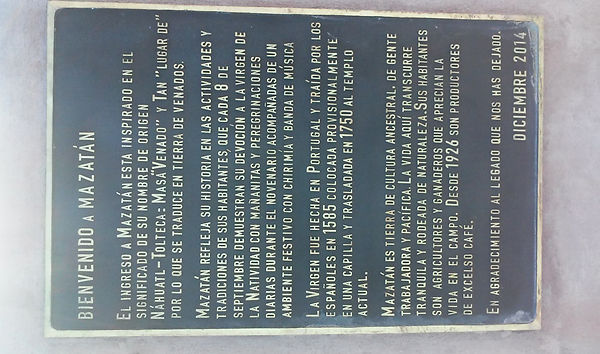 BIENVENIDO A MAZATÁN
EL INGRESO A MAZATÁN ESTA INSPIRADO EN EL
SIGNIFICADO DE SU NOMBRE DE ORIGEN
NÁHUATL-TOLTECA: MASÁ"VENADO" Y TAN "LUGAR DE"
POR LO QUE SE TRADUCE EN TIERRA DE VENADOS.
MAZATÁN REFLEJA SU HISTORIA EN LAS ACTIVIDADES Y
TRADICIONES DE SUS HABITANTES, QUE CADA 8 DE
SEPTIEMBRE DEMUESTRAN SU DEVOCIÓN A LA VIRGEN DE
LA NATIVIDAD CON MAÑANITAS Y PEREGRINACIONES
DIARIAS DURANTE EL NOVENARIO ACOMPAÑADAS DE UN
AMBIENTE FESTIVO CON CHIRIMIA Y BANDA DE MÚSICA
LA VIRGEN FUE HECHA EN PORTUGAL Y TRAÍDA POR LOS
ESPAÑOLES EN 1585 COLOCADA PROVISIONALMENTE
EN UNA CAPILLA Y TRASLADADA EN 1750 AL TEMPLO
ACTUAL.
MAZATÁN ES TIERRA DE CULTURA ANCESTRAL, DE GENTE
TRABAJADORA Y PACÍFICA. LA VIDA AQUÍ TRANSCURRE
TRANQUILA Y RODEADA DE NATURALEZA. SUS HABITANTES
SON AGRICULTORES Y GANADEROS QUE APRECIAN LA
VIDA EN EL CAMPO. DESDE 1926 SON PRODUCTORES
DE EXCELSO CAFÉ.
EN AGRADECIMIENTO AL LEGADO QUE NOS HAS DEJADO.
DICIEMBRE 2014